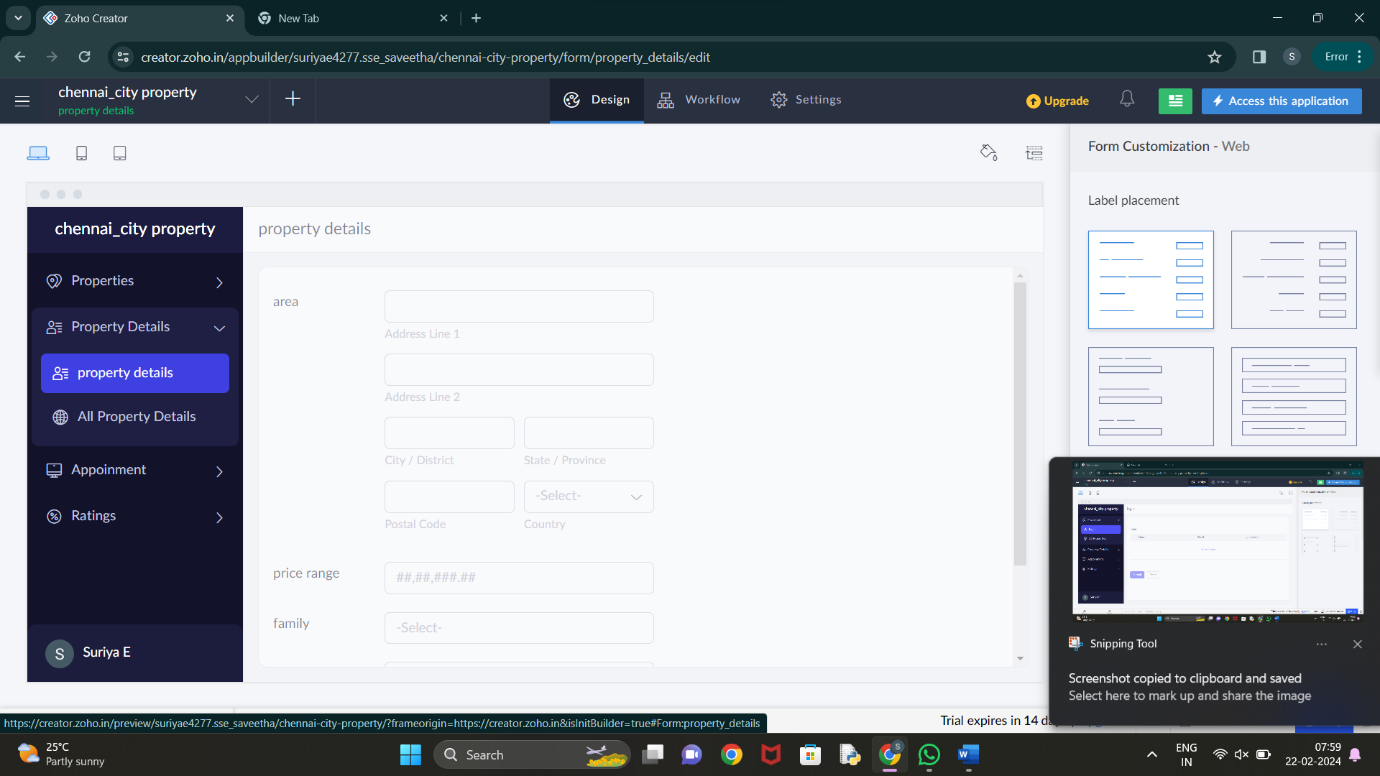 Zoho Creator
New Tab
creator.zoho.in/appbuilder/suriyae4277.sse_saveetha/chennai-city-property/form/property_details/edit
S
Error
chennai_city property
property details
Design
Workflow
Settings
Upgrade
Access this application
Form Customization - Web
Label placement
chennai_city property
Properties
Property Details
property details
All Property Details
Appoinment
Ratings
S
Suriya E
property details
area
Address Line 1
Address Line 2
City / District
State / Province
-Select-
Postal Code
Country
price range
##,##,###.##
family
-Select-
Snipping Tool
Screenshot copied to clipboard and saved
Select here to mark up and share the image
https://creator.zoho.in/preview/suriyae4277.sse_saveetha/chennai-city-property/?frameorigin=https://creator.zoho.in&isInitBuilder=true#Form:property_details
Trial expires in 14
25°C
Partly sunny
Search
S
W
ENG
IN
07:59
22-02-2024